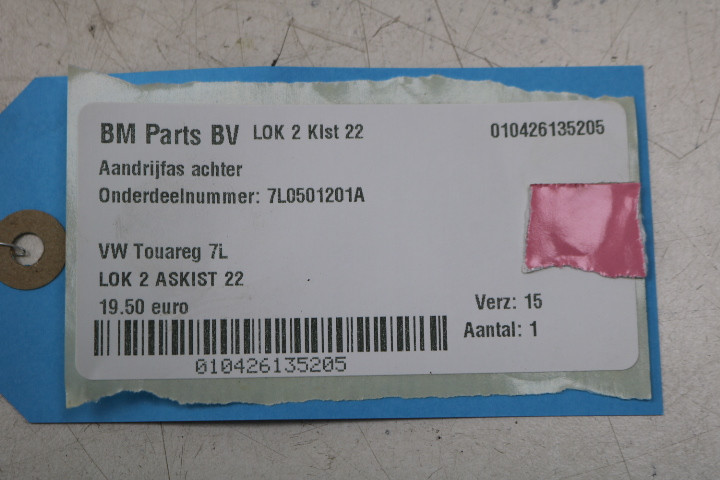 BM Parts BV LOK 2 KIst 22 010426135205
Aandrijfas achter
Onderdeelnummer: 7L0501201A
VW Touareg 7L
LOK 2 ASKIST 22
19.50 euro Verz: 15
Aantal: 1
010426135205